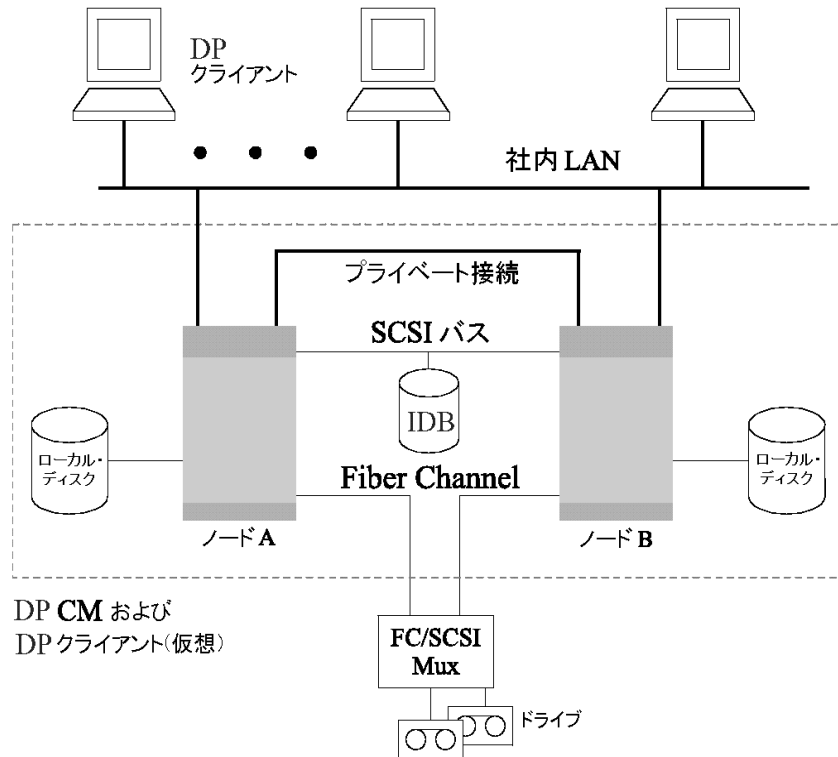 DP
クライアント
社内 LAN
プライベート接続
SCSI バス
IDB
ローカル・
ディスク
ローカル・
ディスク
Fiber Channel
ノード A
ノード B
DP CM および
DP クライアント(仮想)
FC/SCSI
Mux
ドライブ